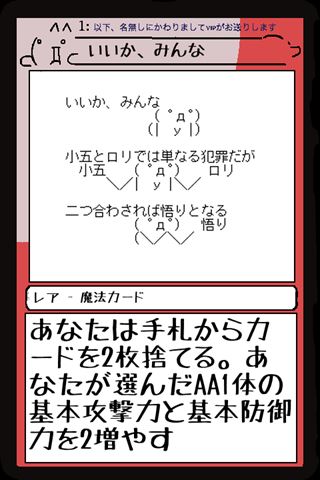 1: 以下、名無しにかわりましてVIPがお送りします
いいか、みんな
いいか、みんな
( ﾟдﾟ)
(| y |)
小五とロリでは単なる犯罪だが
小五 ( ﾟдﾟ) ロリ
＼／| y |＼／
二つ合わされば悟りとなる
( ﾟдﾟ) 悟り
(＼／＼／
レア - 魔法カード
あなたは手札からカ
ードを2枚捨てる。あ
なたが選んだAA1体の
基本攻撃力と基本防御
力を2増やす